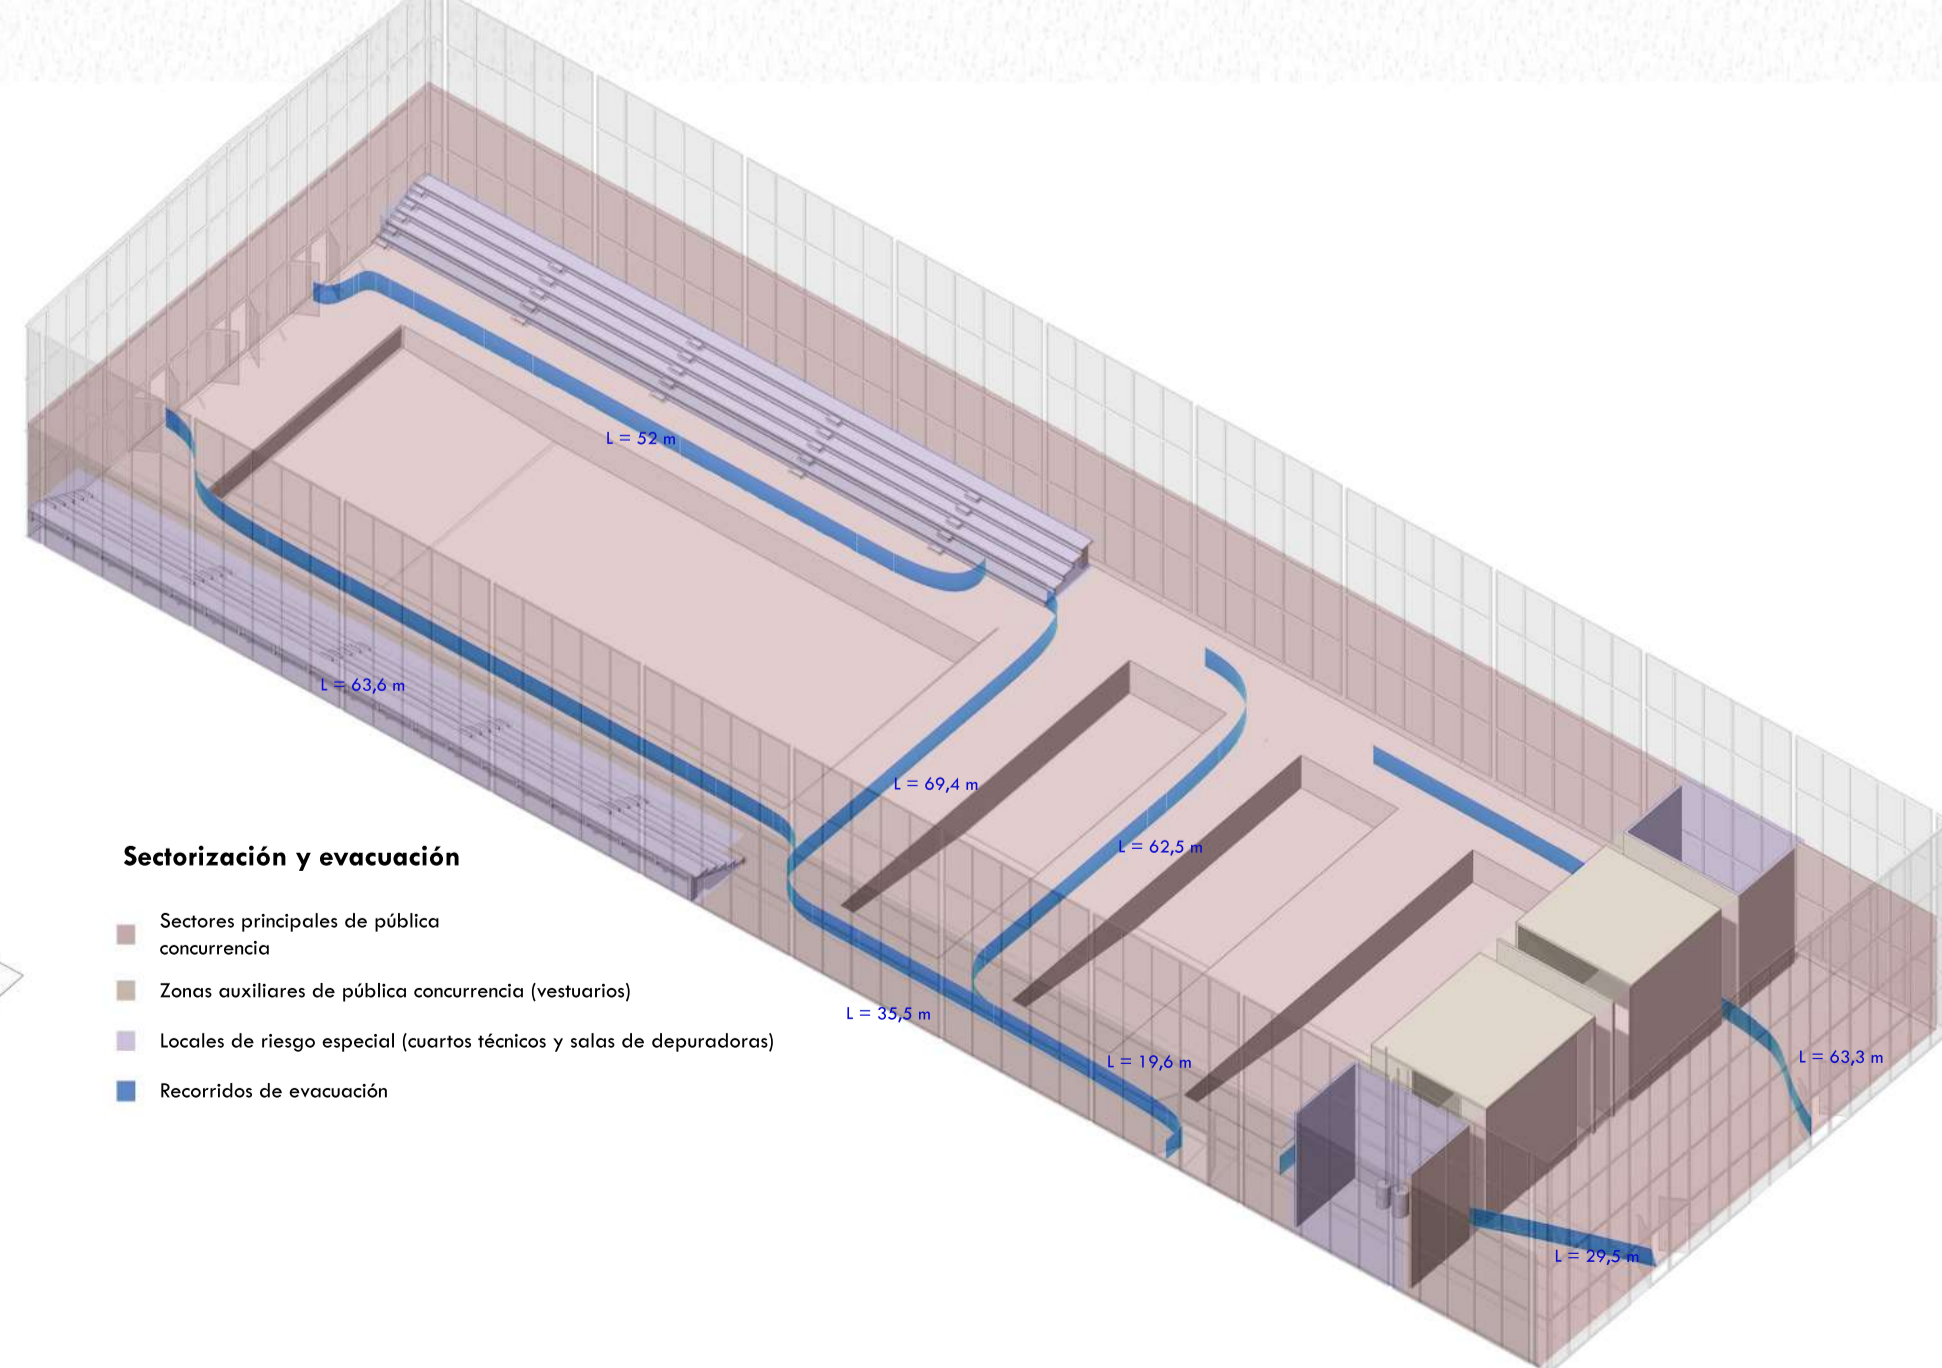 L = 52 m
L = 63,6 m
L = 69,4 m
L = 62,5 m
Sectorización y evacuación
Sectores principales de pública
concurrencia
Zonas auxiliares de pública concurrencia (vestuarios)
L = 35,5 m
Locales de riesgo especial (cuartos técnicos y salas de depuradoras)
L = 19,6 m
L = 63,3 m
Recorridos de evacuación
L = 29,5 m